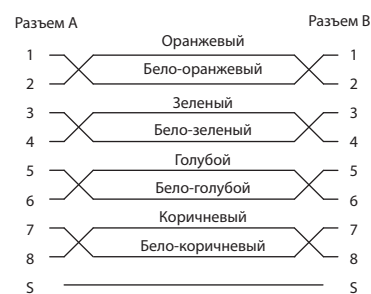 Разъем А Разъем В
Оранжевый
1 1
Бело-оранжевый
2 2
Зеленый
3 3
Бело-зеленый
4 4
Голубой
5 5
Бело-голубой
6 6
Коричневый
7 7
Бело-коричневый
8 8
S S